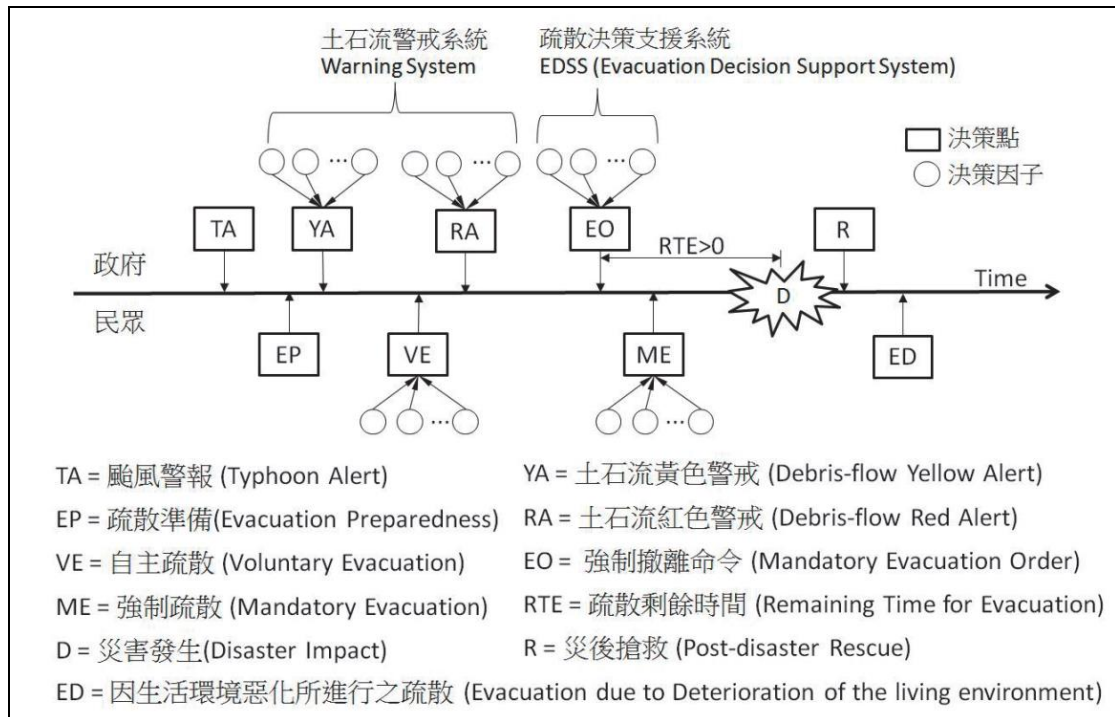 土石流警戒系統
Warning System
疏散決策支援系統
EDSS (Evacuation Decision Support System)
... ... ...
決策點
決策因子
TA
YA
RA
EO
R
RTE>0
政府
Time
D
民眾
EP
VE
ME
ED
... ...
TA = 颱風警報 (Typhoon Alert)
YA = 土石流黃色警戒 (Debris-flow Yellow Alert)
EP = 疏散準備(Evacuation Preparedness)
RA = 土石流紅色警戒 (Debris-flow Red Alert)
VE = 自主疏散 (Voluntary Evacuation)
EO = 強制撤離命令 (Mandatory Evacuation Order)
ME = 強制疏散 (Mandatory Evacuation)
RTE = 疏散剩餘時間 (Remaining Time for Evacuation)
D = 災害發生(Disaster Impact)
R = 災後搶救 (Post-disaster Rescue)
ED = 因生活環境惡化所進行之疏散 (Evacuation due to Deterioration of the living environment)